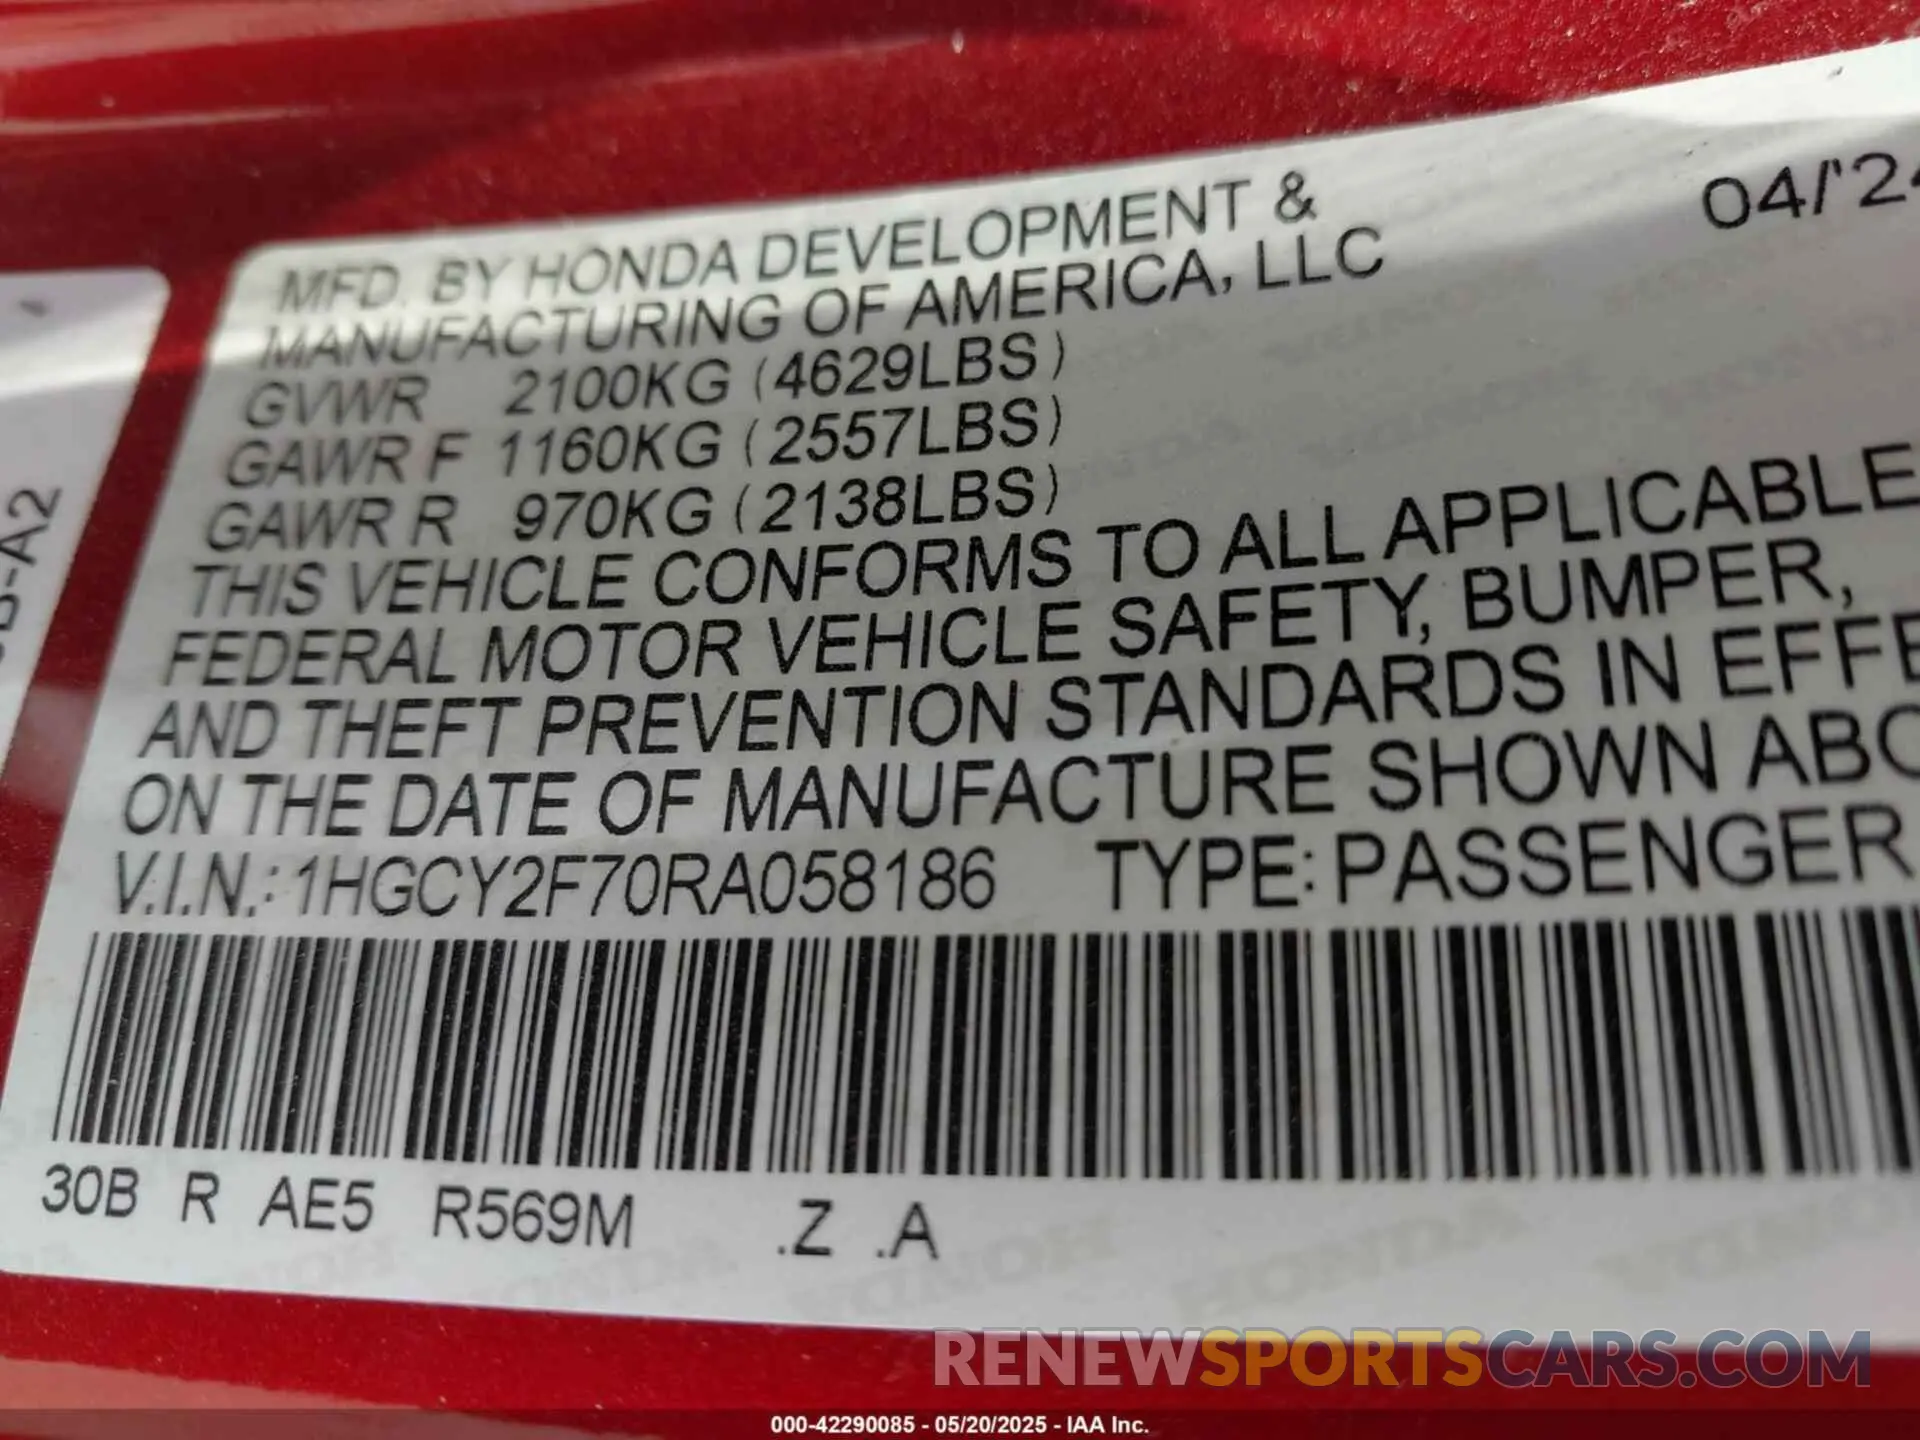 04/'24
MFD. BY HONDA DEVELOPMENT &
MANUFACTURING OF AMERICA, LLC
GVWR 2100KG (4629LBS)
GAWR F 1160KG (2557LBS)
GAWR R 970KG (2138LBS)
THIS VEHICLE CONFORMS TO ALL APPLICABLE
FEDERAL MOTOR VEHICLE SAFETY, BUMPER,
AND THEFT PREVENTION STANDARDS IN EFFE
ON THE DATE OF MANUFACTURE SHOWN ABO
V.I.N.: 1HGCY2F70RA058186 TYPE: PASSENGER
30B R AE5 R569M .Z .A
-A2
RENEWSPORTSCARS.COM
000-42290085 - 05/20/2025 - IAA Inc.